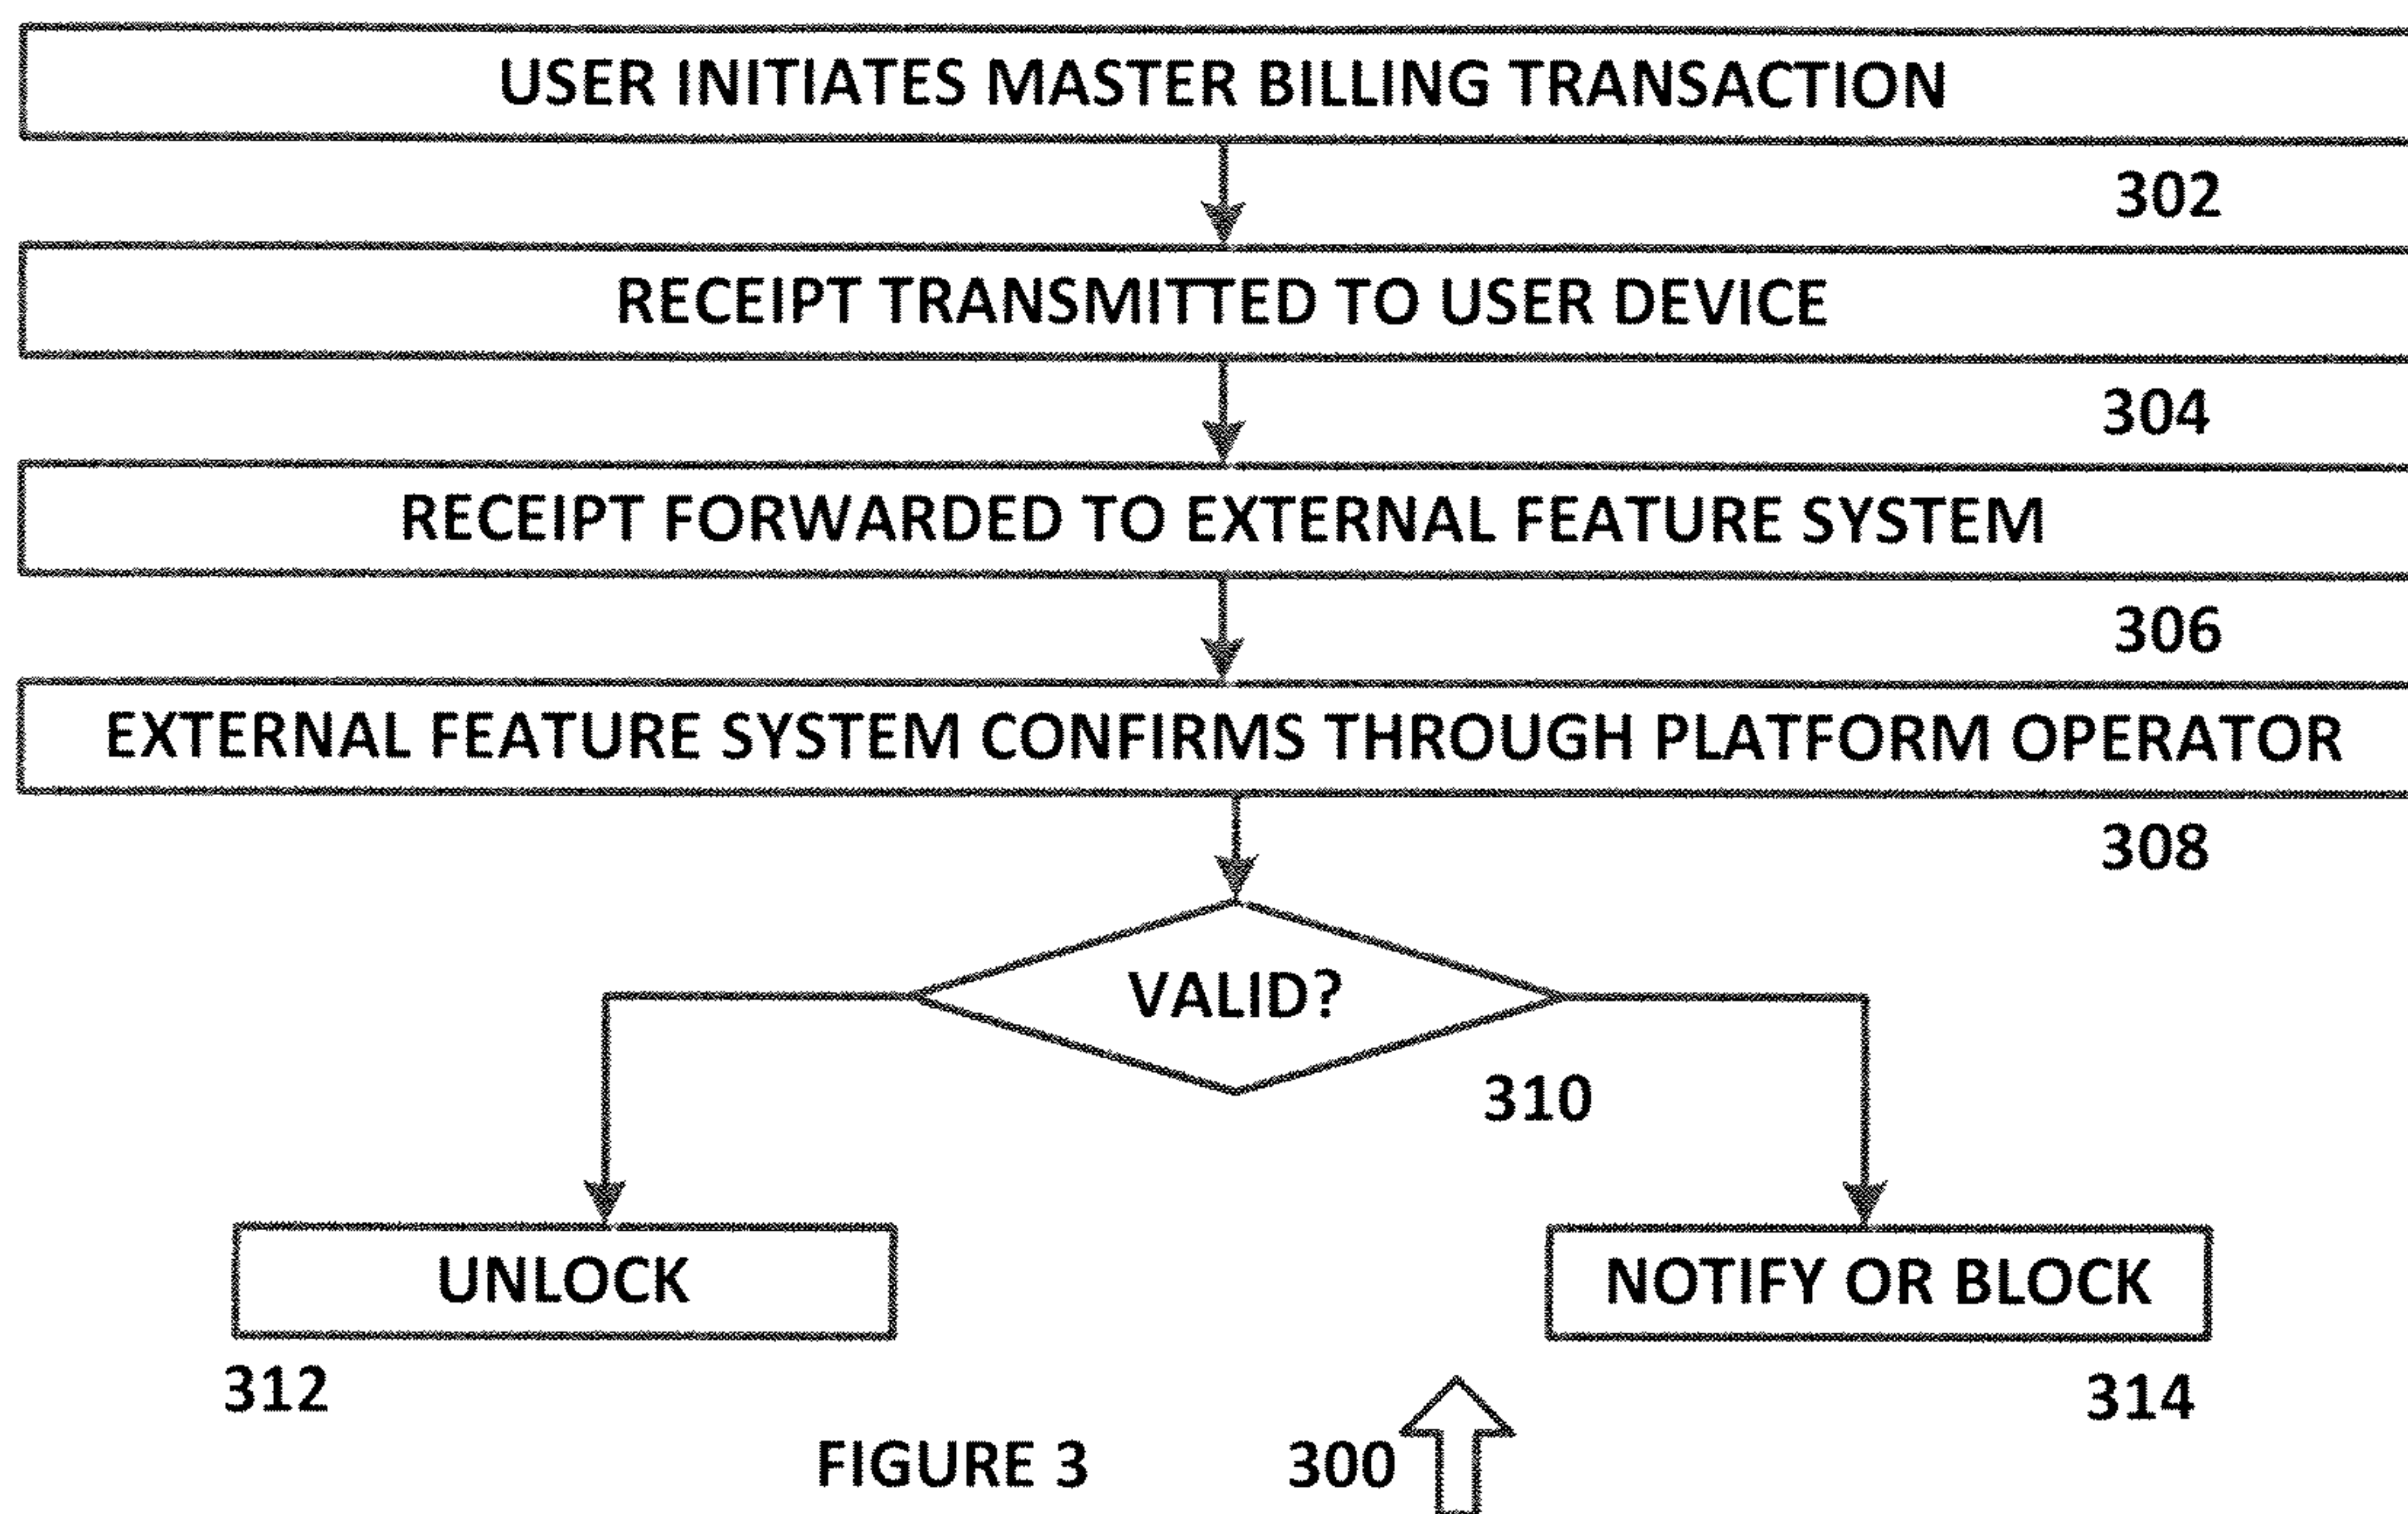 USER INITIATES MASTER BILLING TRANSACTION
302
RECEIPT TRANSMITTED TO USER DEVICE
304
RECEIPT FORWARDED TO EXTERNAL FEATURE SYSTEM
306
EXTERNAL FEATURE SYSTEM CONFIRMS THROUGH PLATFORM OPERATOR
308
VALID?
310
UNLOCK
NOTIFY OR BLOCK
312
314
FIGURE 3
300